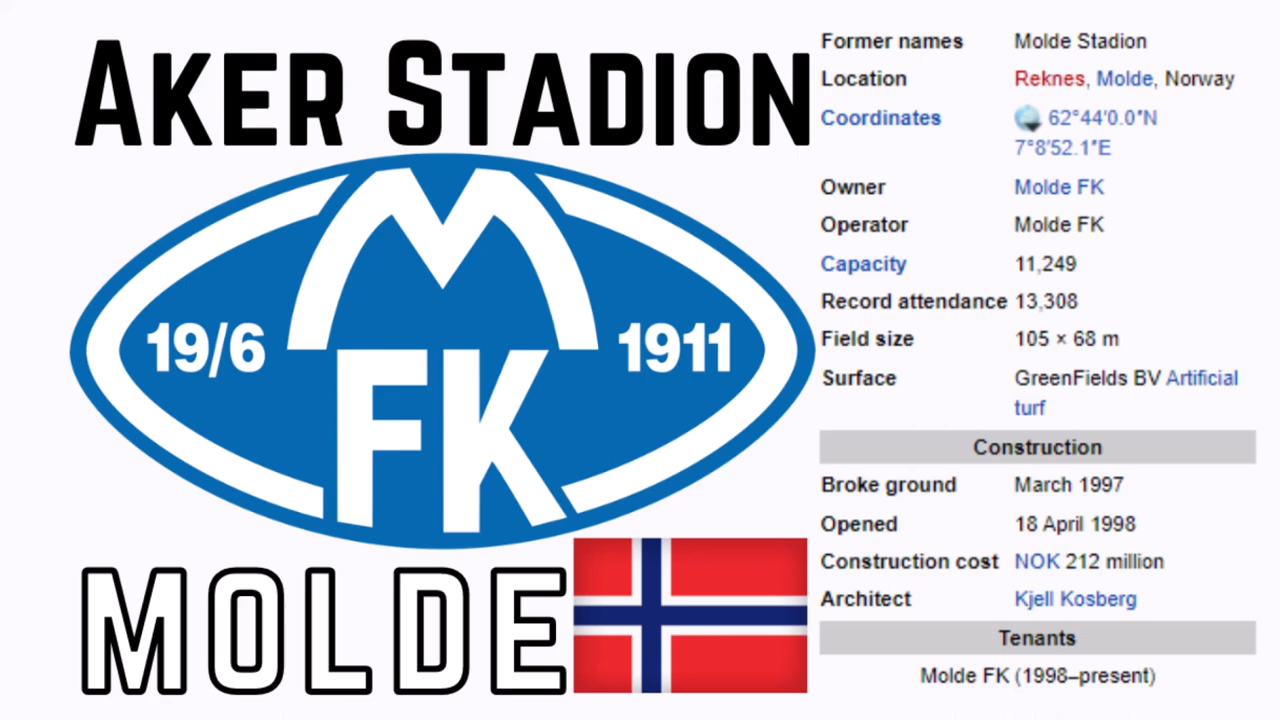 AKER STADION
M
19/6
1911
FK
MOLDE
Former names Molde Stadion
Location Reknes, Molde, Norway
Coordinates 62°44′0.0″N
7°8′52.1″E
Owner Molde FK
Operator Molde FK
Capacity 11,249
Record attendance 13,308
Field size 105 × 68 m
Surface GreenFields BV Artificial
turf
Construction
Broke ground March 1997
Opened 18 April 1998
Construction cost NOK 212 million
Architect Kjell Kosberg
Tenants
Molde FK (1998–present)